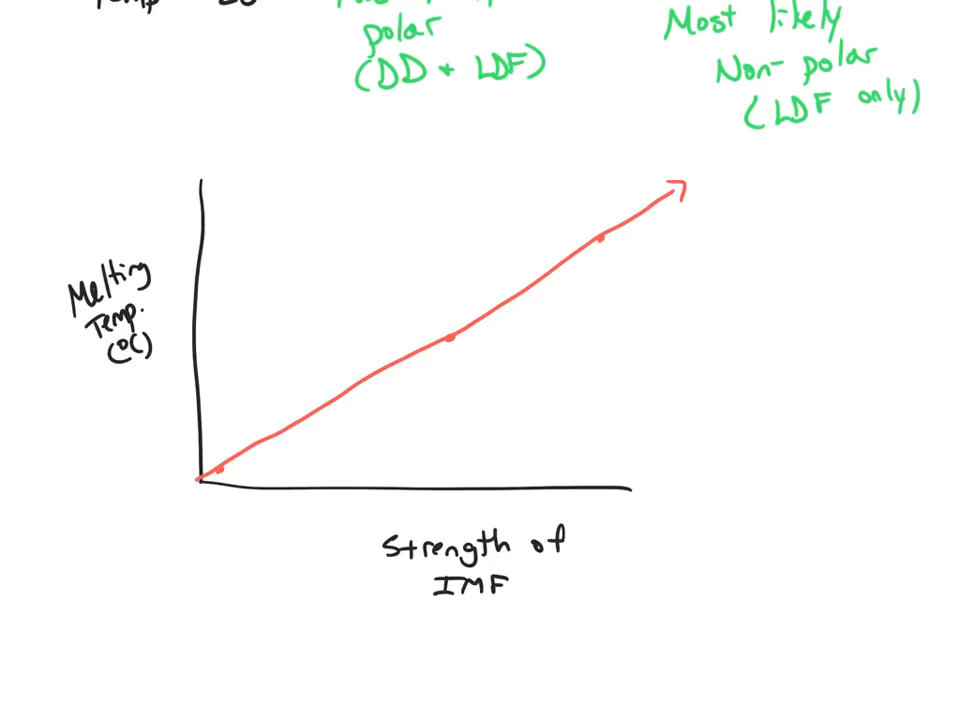 polar
(DD + LDF)
Most likely
Non-polar
(LDF only)
Melting
Temp.
(°C)
Strength of
IMF